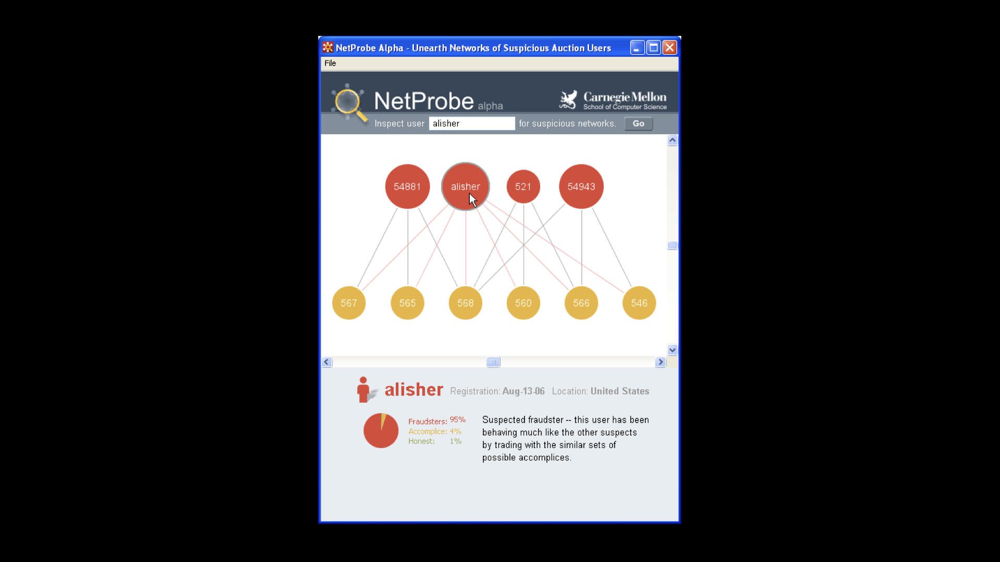 NetProbe Alpha - Unearth Networks of Suspicious Auction Users
File
NetProbe alpha
Carnegie Mellon
School of Computer Science
Inspect user alisher for suspicious networks. Go
54881 alisher 521 54943
567 565 568 560 566 546
alisher Registration: Aug-13-06 Location: United States
Fraudsters: 95%
Accomplice: 4%
Honest: 1%
Suspected fraudster -- this user has been
behaving much like the other suspects
by trading with the similar sets of
possible accomplices.